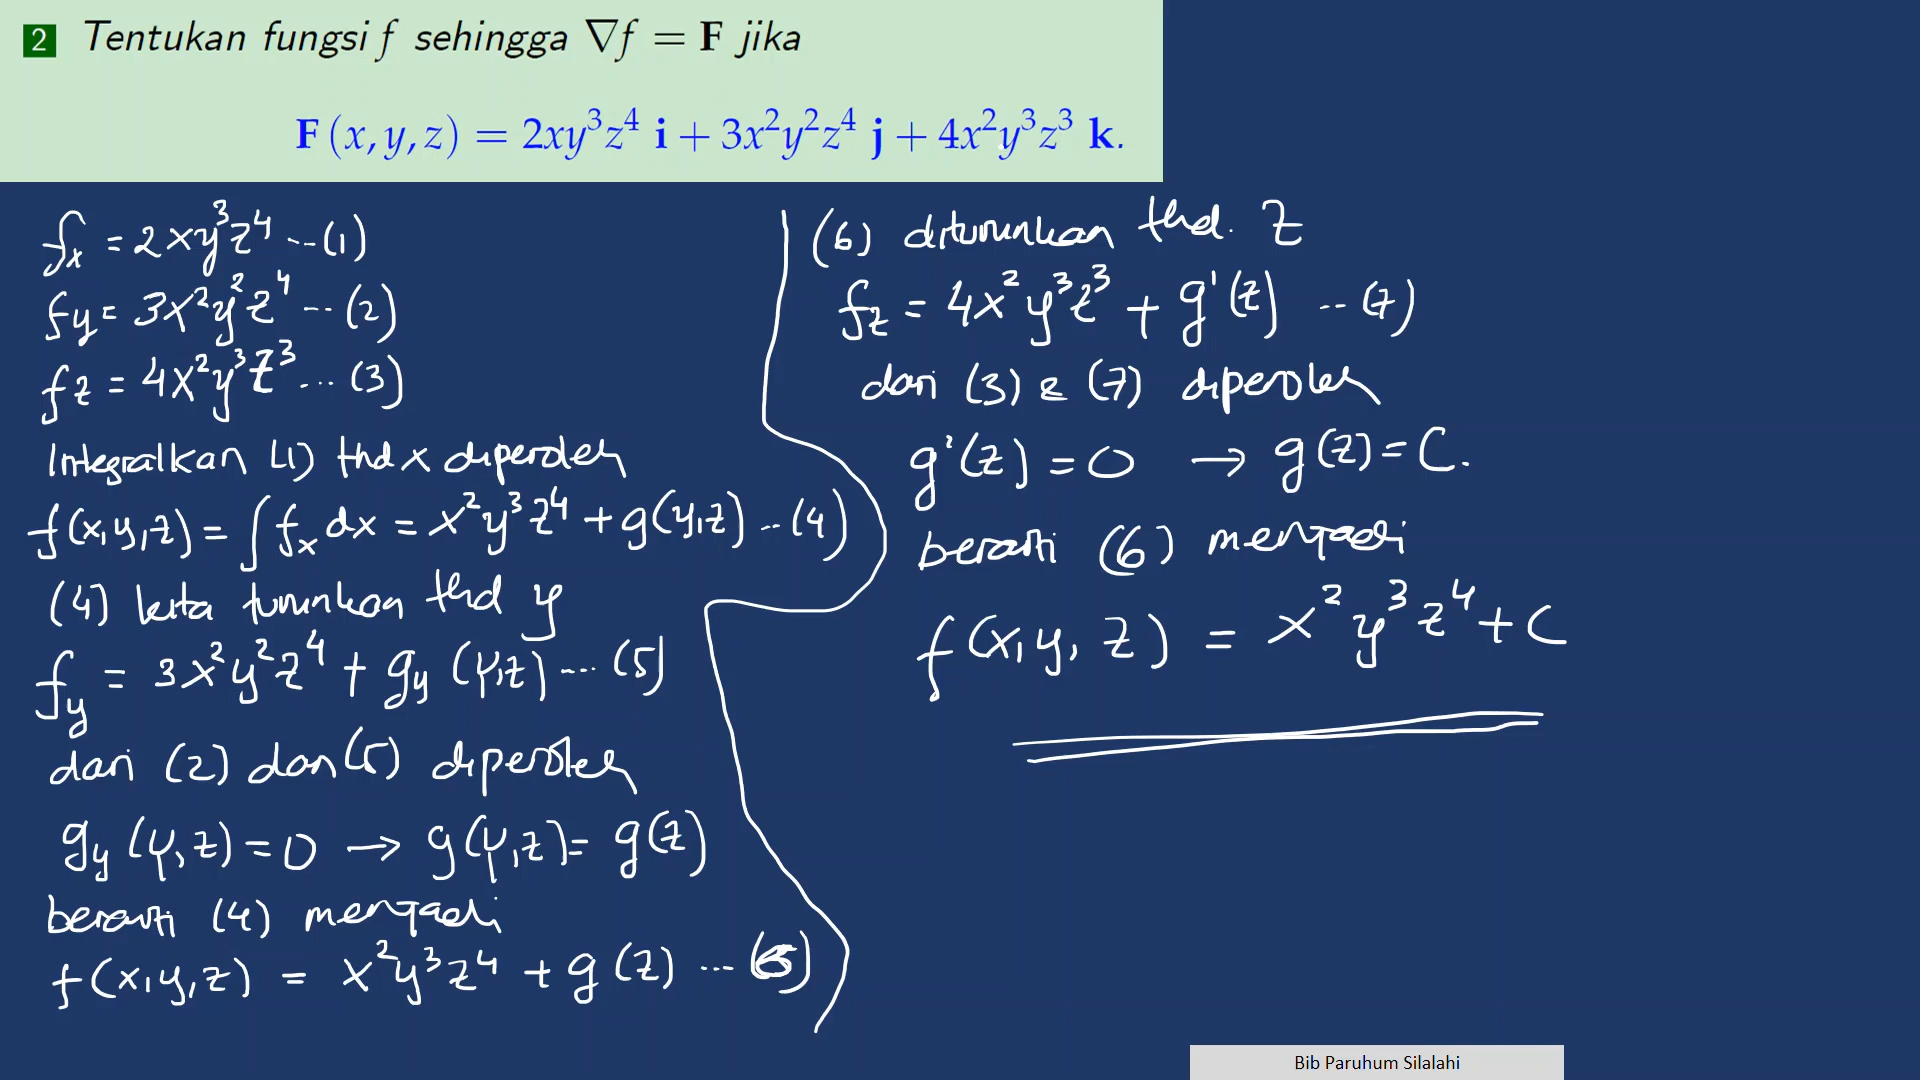 2 Tentukan fungsi f sehingga ∇f = F jika
F (x, y, z) = 2xy³z⁴ i + 3x²y²z⁴ j + 4x²y³z³ k.
fₓ = 2xy³z⁴ ...(1)
fy = 3x²y²z⁴ ...(2)
fz = 4x²y³z³ ... (3)
Integralkan (1) thd x diperoleh
f(x,y,z) = ∫ fₓ dx = x²y³z⁴ + g(y,z) ...(4)
(4) kita turunkan thd y
fy = 3x²y²z⁴ + gy (y,z) .... (5)
dari (2) dan (5) diperoleh
gy (y,z) = 0 → g(y,z) = g(z)
berarti (4) menjadi
f(x,y,z) = x²y³z⁴ + g(z) .... (6)
(6) diturunkan thd. z
fz = 4x²y³z³ + g'(z) ...(7)
dari (3) & (7) diperoleh
g'(z) = 0 → g(z) = C.
berarti (6) menjadi
f(x,y,z) = x²y³z⁴ + C
Bib Paruhum Silalahi